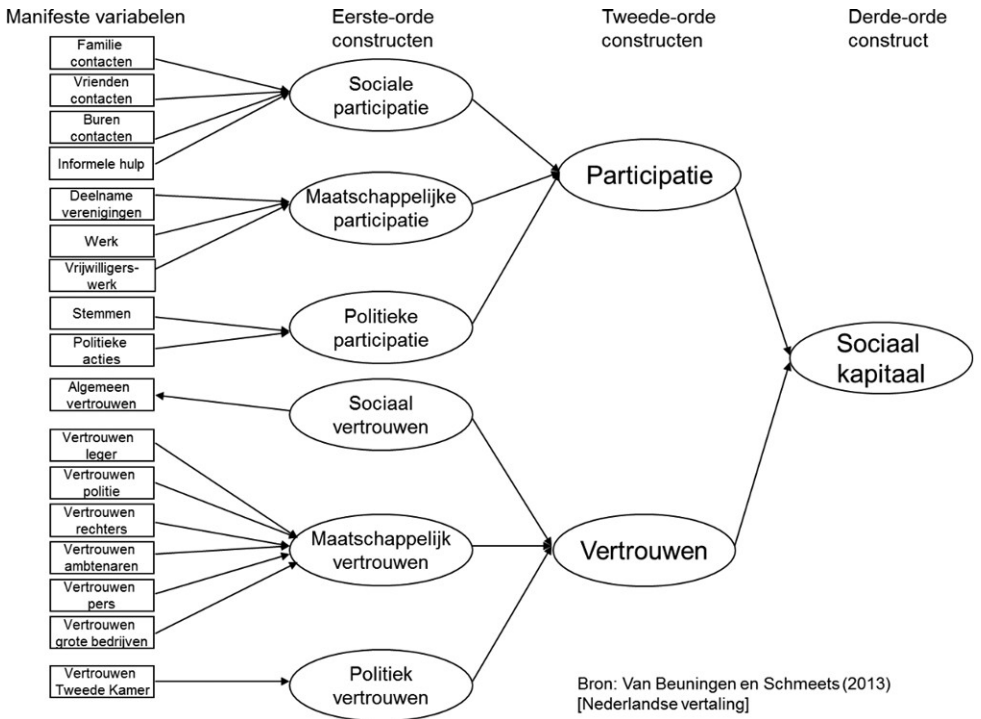 Manifeste variabelen
Eerste-orde
constructen
Tweede-orde
constructen
Derde-orde
construct
Familie
contacten
Vrienden
contacten
Buren
contacten
Informele hulp
Deelname
verenigingen
Werk
Vrijwilligers-
werk
Stemmen
Politieke
acties
Algemeen
vertrouwen
Vertrouwen
leger
Vertrouwen
politie
Vertrouwen
rechters
Vertrouwen
ambtenaren
Vertrouwen
pers
Vertrouwen
grote bedrijven
Vertrouwen
Tweede Kamer
Sociale
participatie
Maatschappelijke
participatie
Politieke
participatie
Sociaal
vertrouwen
Maatschappelijk
vertrouwen
Politiek
vertrouwen
Participatie
Vertrouwen
Sociaal
kapitaal
Bron: Van Beuningen en Schmeets (2013)
[Nederlandse vertaling]